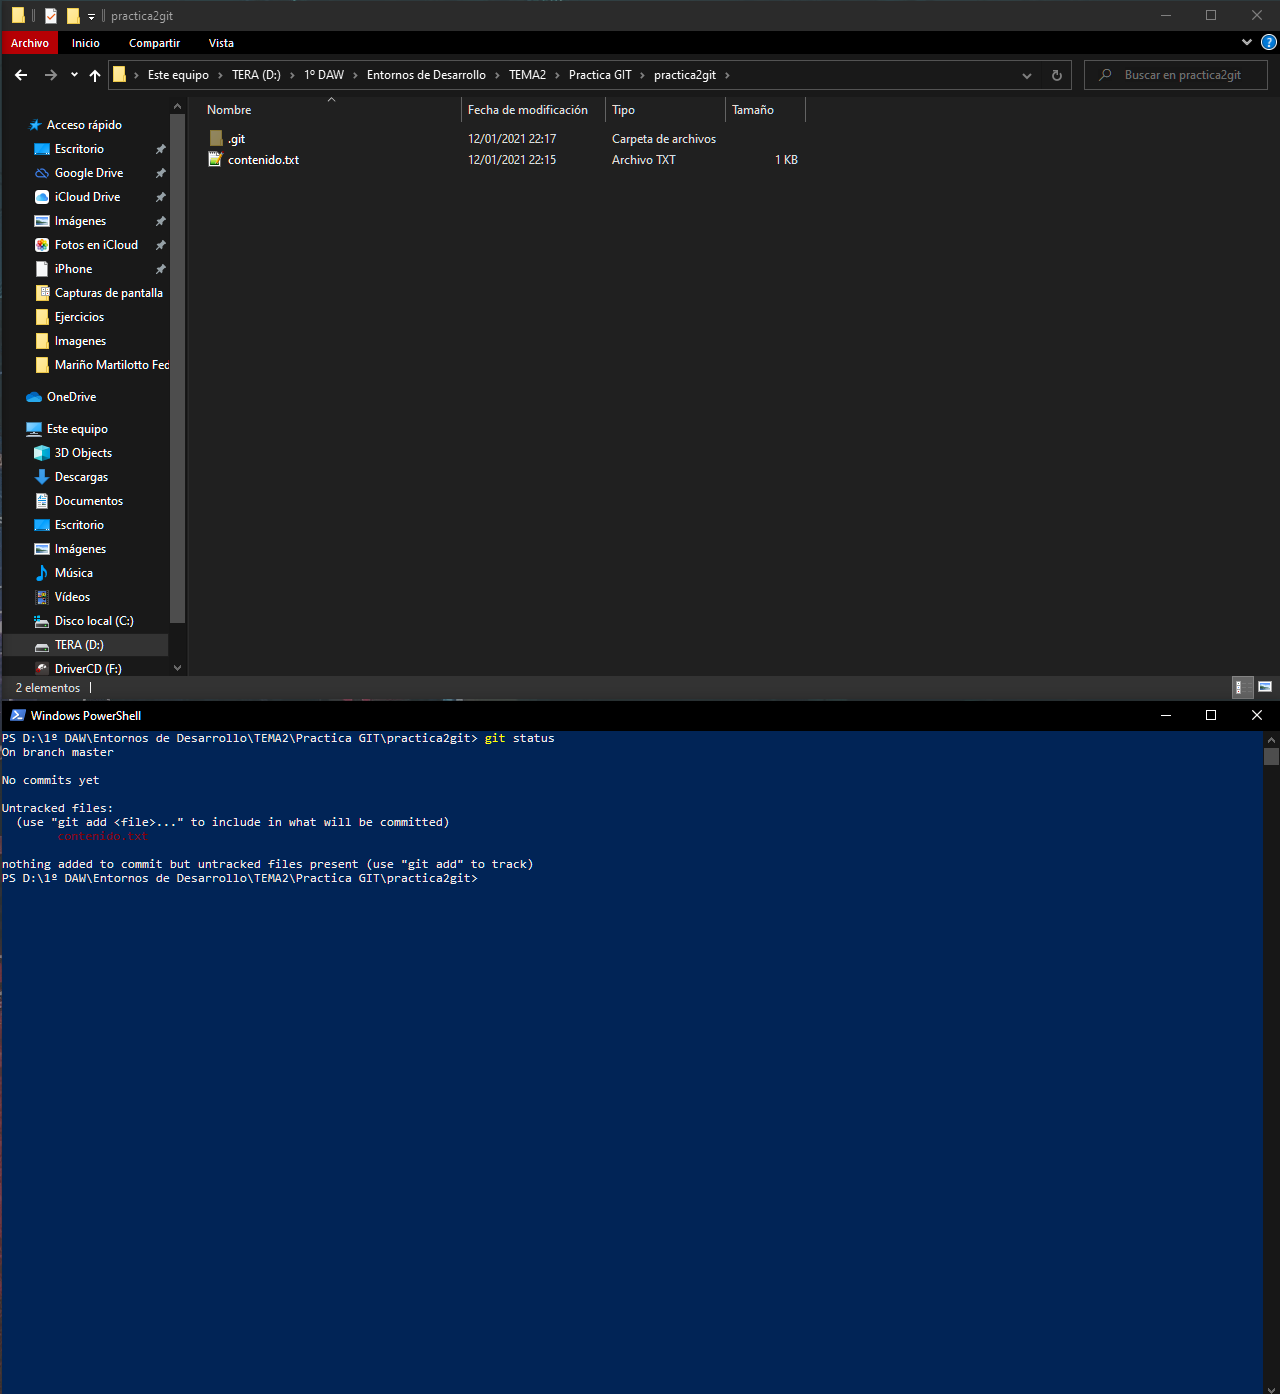 practica2git
Archivo Inicio Compartir Vista
Este equipo TERA (D:) 1º DAW Entornos de Desarrollo TEMA2 Practica GIT practica2git Buscar en practica2git
Nombre Fecha de modificación Tipo Tamaño
.git 12/01/2021 22:17 Carpeta de archivos
contenido.txt 12/01/2021 22:15 Archivo TXT 1 KB
Acceso rápido
Escritorio
Google Drive
iCloud Drive
Imágenes
Fotos en iCloud
iPhone
Capturas de pantalla
Ejercicios
Imagenes
Mariño Martilotto Fed
OneDrive
Este equipo
3D Objects
Descargas
Documentos
Escritorio
Imágenes
Música
Vídeos
Disco local (C:)
TERA (D:)
DriverCD (F:)
2 elementos
Windows PowerShell
PS D:\1º DAW\Entornos de Desarrollo\TEMA2\Practica GIT\practica2git> git status
On branch master
No commits yet
Untracked files:
(use "git add <file>..." to include in what will be committed)
contenido.txt
nothing added to commit but untracked files present (use "git add" to track)
PS D:\1º DAW\Entornos de Desarrollo\TEMA2\Practica GIT\practica2git>